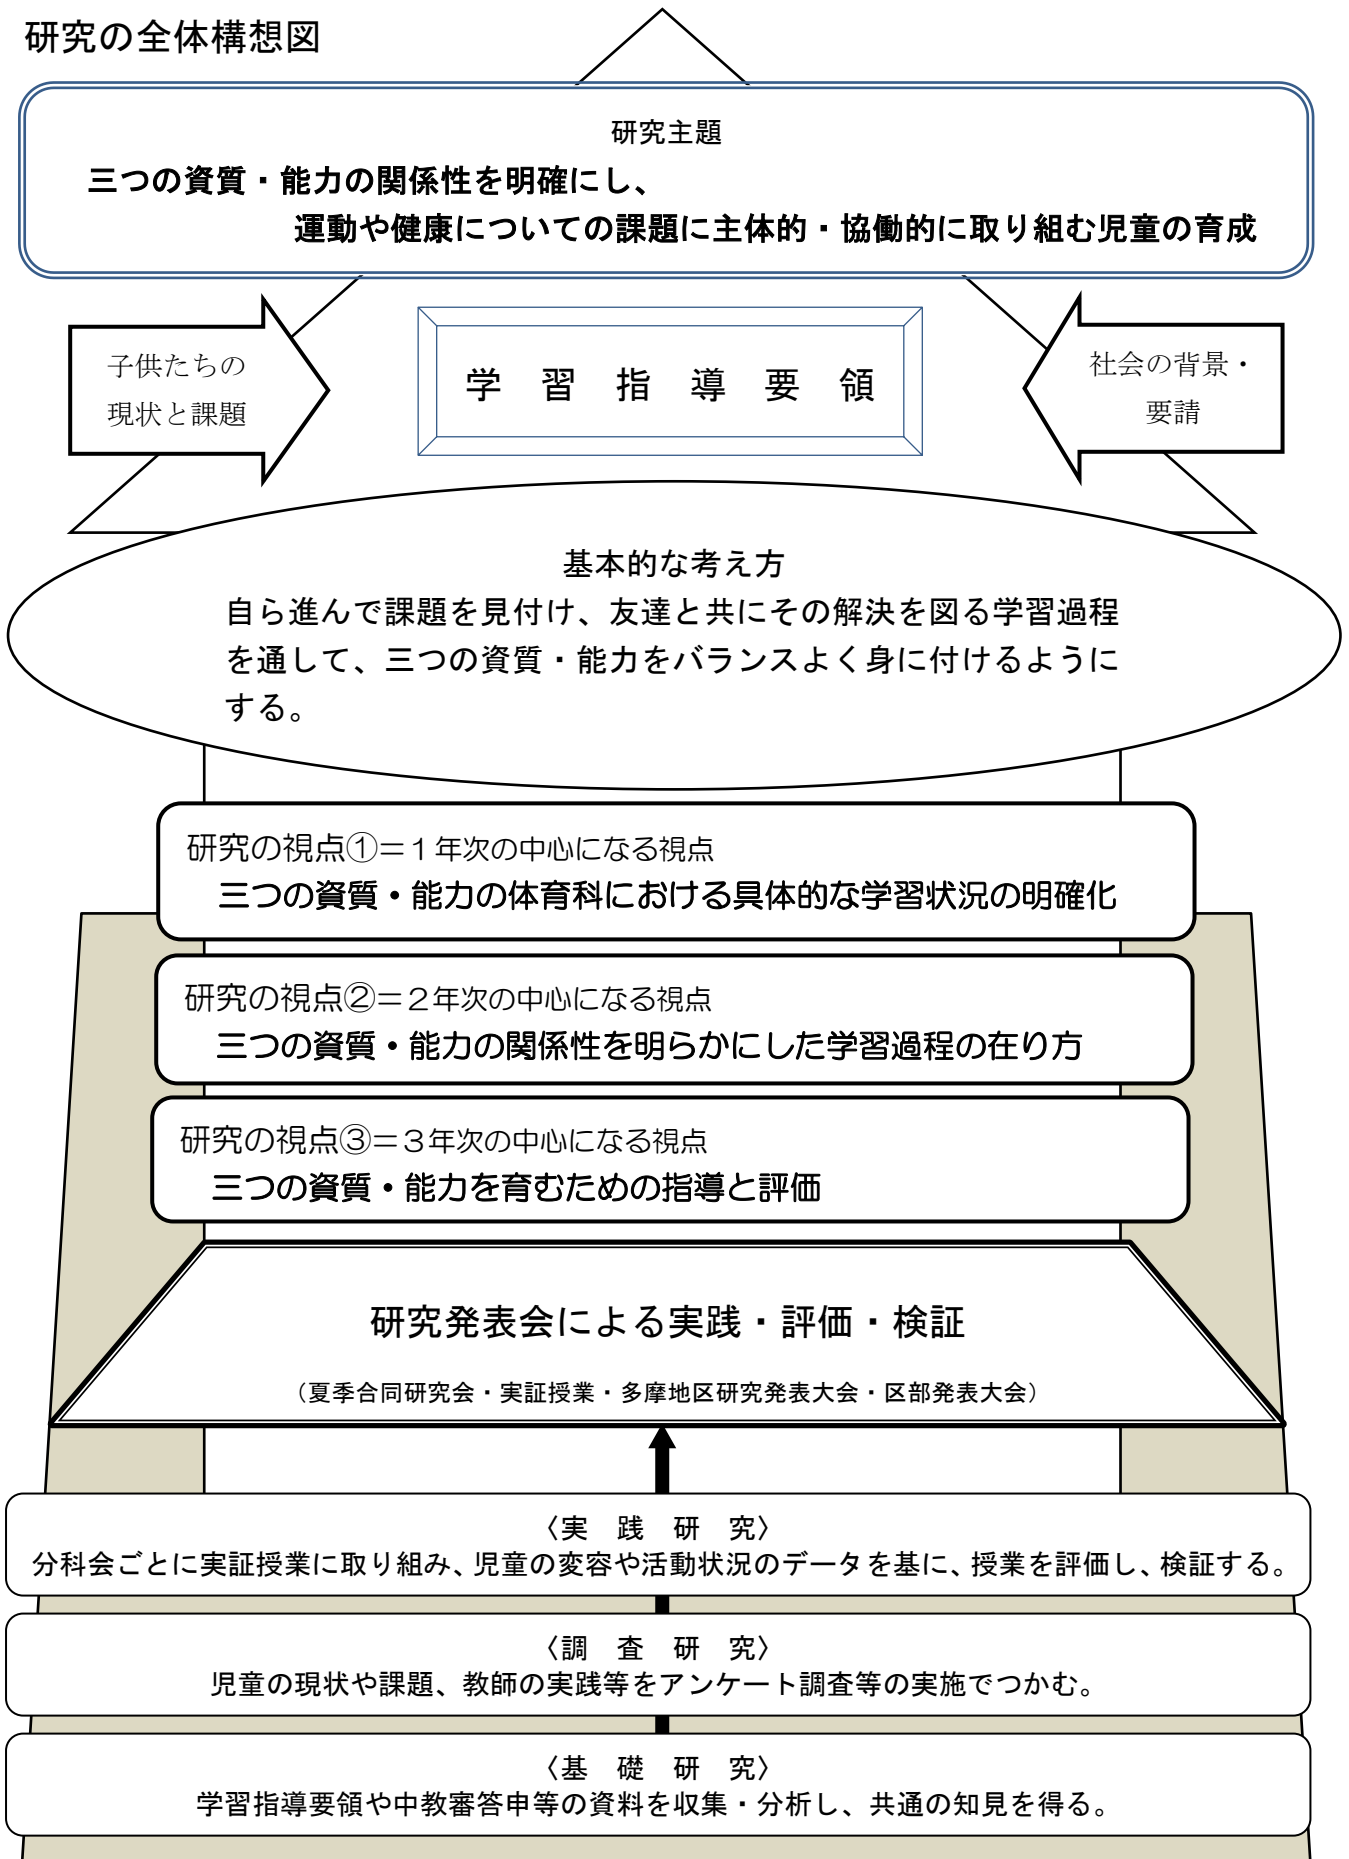 研究の全体構想図
研究主題
三つの資質・能力の関係性を明確にし、
運動や健康についての課題に主体的・協働的に取り組む児童の育成
子供たちの
現状と課題
学 習 指 導 要 領
社会の背景・
要請
基本的な考え方
自ら進んで課題を見付け、友達と共にその解決を図る学習過程
を通して、三つの資質・能力をバランスよく身に付けるように
する。
研究の視点①＝１年次の中心になる視点
三つの資質・能力の体育科における具体的な学習状況の明確化
研究の視点②＝２年次の中心になる視点
三つの資質・能力の関係性を明らかにした学習過程の在り方
研究の視点③＝３年次の中心になる視点
三つの資質・能力を育むための指導と評価
研究発表会による実践・評価・検証
（夏季合同研究会・実証授業・多摩地区研究発表大会・区部発表大会）
〈実 践 研 究〉
分科会ごとに実証授業に取り組み、児童の変容や活動状況のデータを基に、授業を評価し、検証する。
〈調 査 研 究〉
児童の現状や課題、教師の実践等をアンケート調査等の実施でつかむ。
〈基 礎 研 究〉
学習指導要領や中教審答申等の資料を収集・分析し、共通の知見を得る。